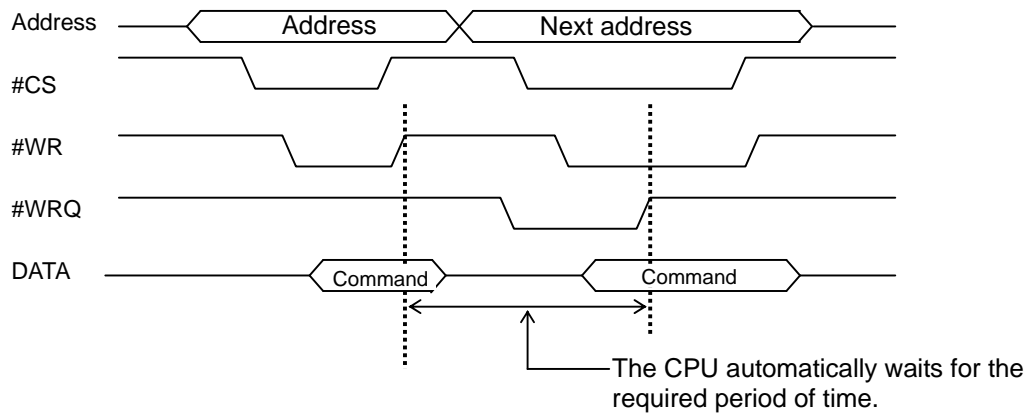 Address
Address
Next address
#CS
#WR
#WRQ
DATA
Command
Command
The CPU automatically waits for the
required period of time.